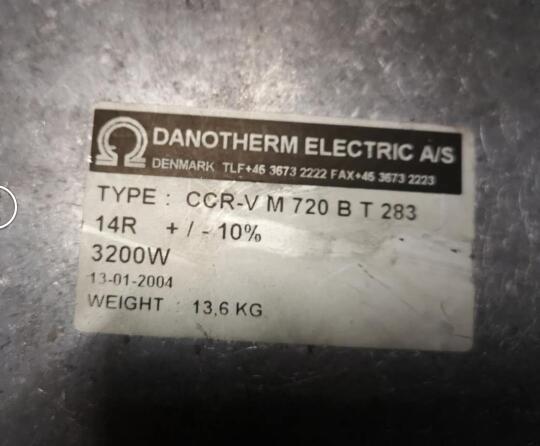 DANOTHERM ELECTRIC A/S
DENMARK TLF+45 3673 2222 FAX+45 3673 2223
TYPE : CCR-V M 720 B T 283
14R + / - 10%
3200W
13-01-2004
WEIGHT : 13,6 KG